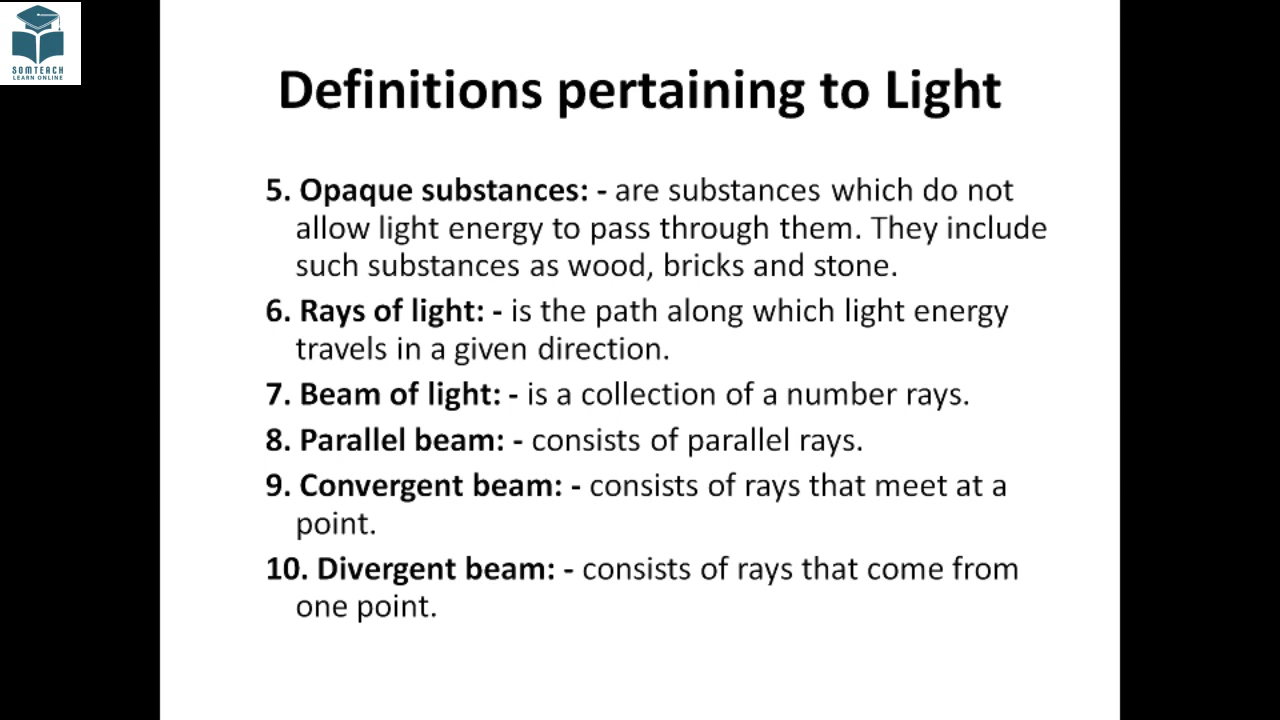 SOMTEACH
LEARN ONLINE
Definitions pertaining to Light
5. Opaque substances: - are substances which do not
allow light energy to pass through them. They include
such substances as wood, bricks and stone.
6. Rays of light: - is the path along which light energy
travels in a given direction.
7. Beam of light: - is a collection of a number rays.
8. Parallel beam: - consists of parallel rays.
9. Convergent beam: - consists of rays that meet at a
point.
10. Divergent beam: - consists of rays that come from
one point.